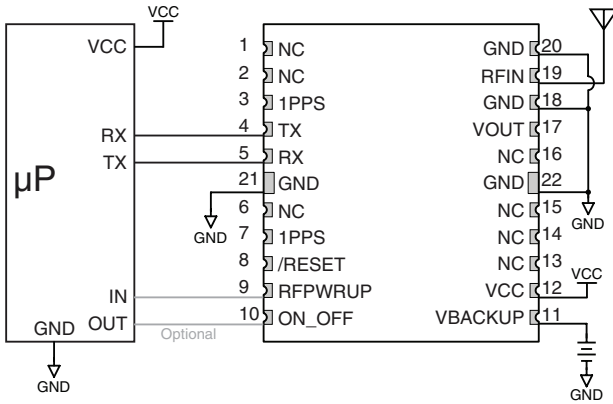 VCC
VCC
RX
TX
µP
IN
OUT
GND
GND
Optional
1 NC
2 NC
3 1PPS
4 TX
5 RX
21 GND
6 NC
7 1PPS
8 /RESET
9 RFPWRUP
10 ON_OFF
GND
GND 20
RFIN 19
GND 18
VOUT 17
NC 16
GND 22
NC 15
NC 14
NC 13
VCC 12
VBACKUP 11
GND
VCC
GND